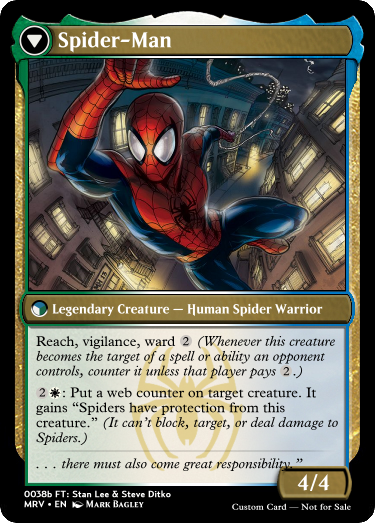 Spider-Man
Legendary Creature — Human Spider Warrior
Reach, vigilance, ward 2 (Whenever this creature
becomes the target of a spell or ability an opponent
controls, counter it unless that player pays 2.)
2: Put a web counter on target creature. It
gains “Spiders have protection from this
creature.” (It can't block, target, or deal damage to
Spiders.)
. . . there must also come great responsibility.”
4/4
0038b FT: Stan Lee & Steve Ditko
MRV • EN Mark Bagley
Custom Card — Not for Sale